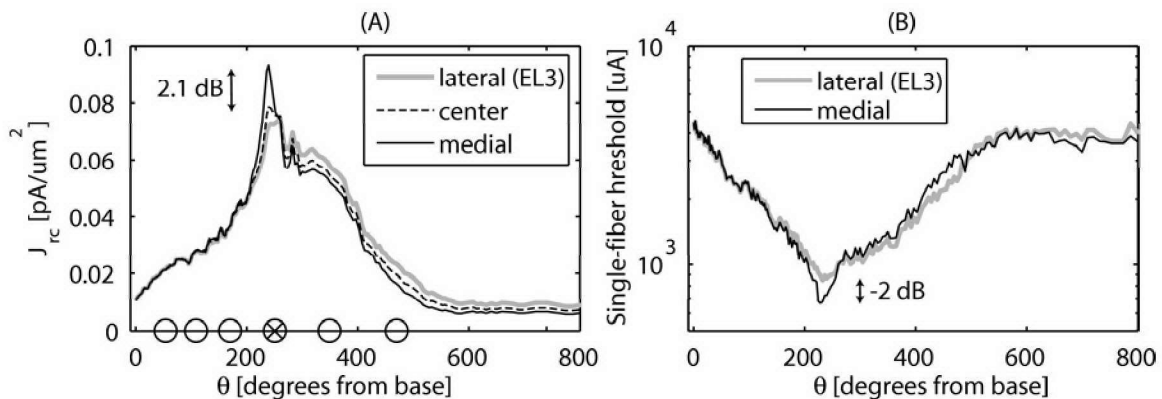 (A)
0.1
0.08
0.06
0.04
0.02
0
J rc [pA/um 2]
2.1 dB
lateral (EL3)
center
medial
0 200 400 600 800
θ [degrees from base]
(B)
10 4
10 3
Single-fiber hreshold [uA]
lateral (EL3)
medial
-2 dB
0 200 400 600 800
θ [degrees from base]